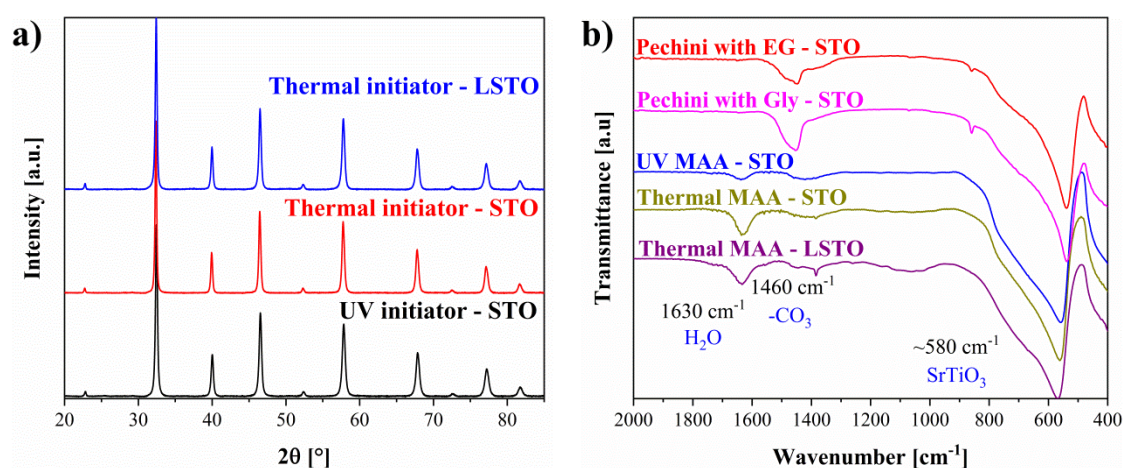 a)
Thermal initiator - LSTO
Thermal initiator - STO
UV initiator - STO
Intensity [a.u.]
20 30 40 50 60 70 80
2θ [°]
b)
Pechini with EG - STO
Pechini with Gly - STO
UV MAA - STO
Thermal MAA - STO
Thermal MAA - LSTO
1630 cm⁻¹
H₂O
1460 cm⁻¹
-CO₃
~580 cm⁻¹
SrTiO₃
Transmittance [a.u]
2000 1800 1600 1400 1200 1000 800 600 400
Wavenumber [cm⁻¹]